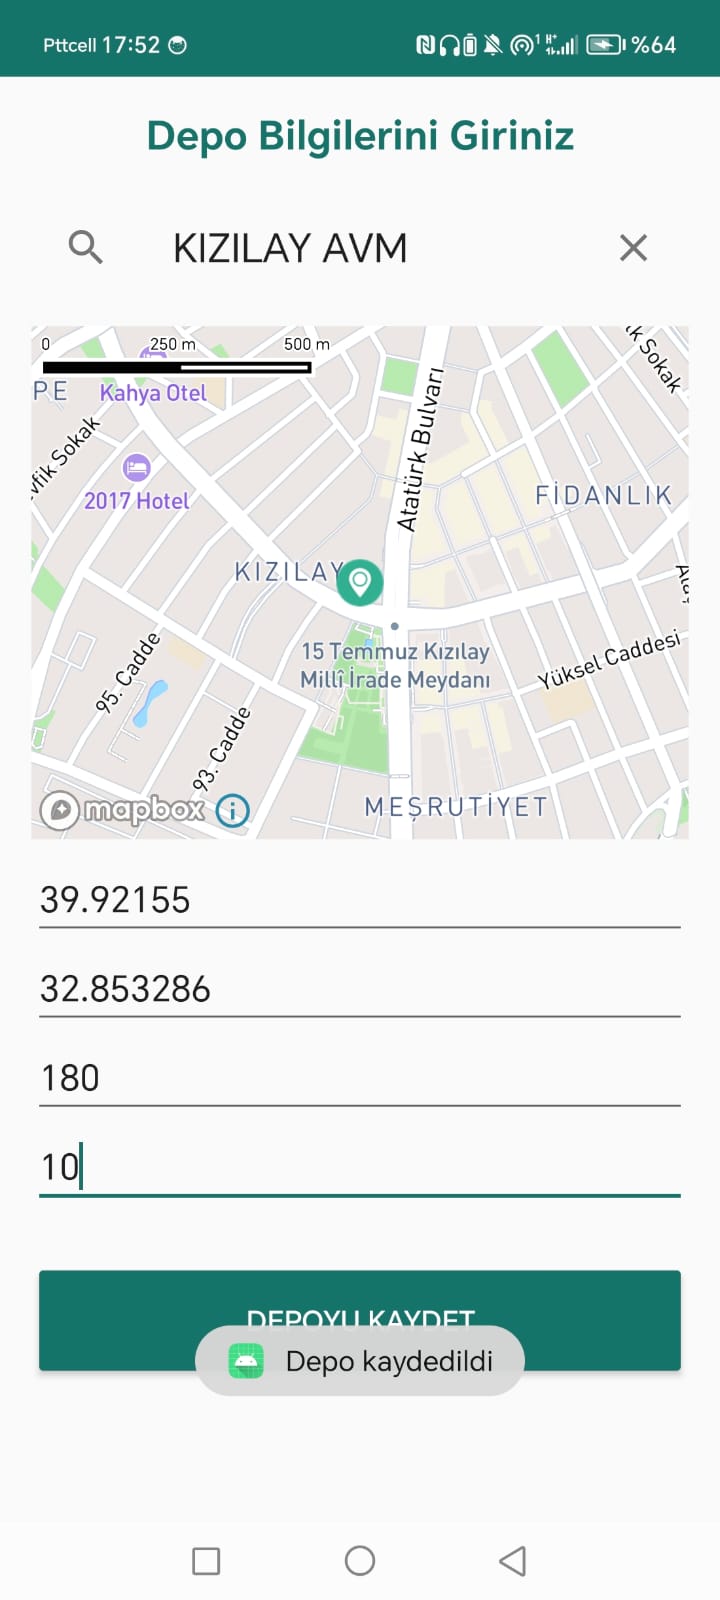 Pttcell 17:52 %64
Depo Bilgilerini Giriniz
KIZILAY AVM
0 250 m 500 m
PE
Kahya Otel
k Sokak
Atatürk Bulvarı
vfik Sokak
2017 Hotel
FİDANLIK
KIZILAY
15 Temmuz Kızılay
Millî İrade Meydanı
Yüksel Caddesi
95. Cadde
93. Cadde
mapbox
MEŞRUTİYET
39.92155
32.853286
180
10
DEPOYU KAYDET
Depo kaydedildi